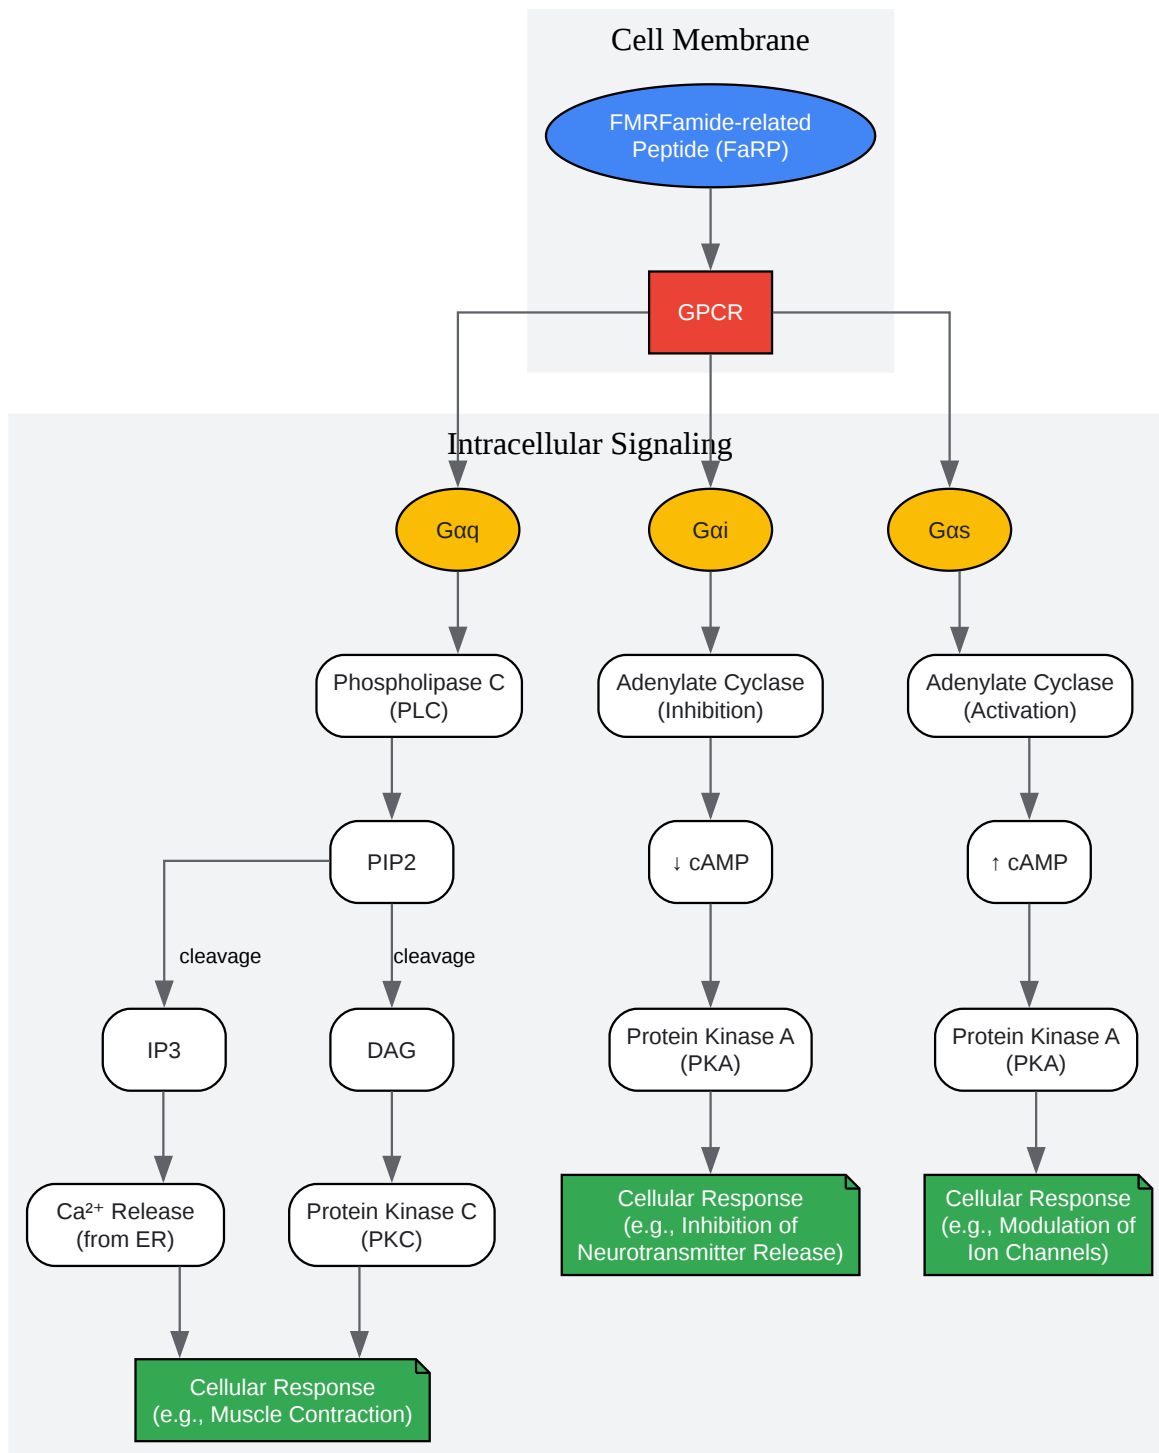 Cell Membrane
FMRFamide-related
Peptide (FaRP)
GPCR
Intracellular Signaling
Gαq
Gαi
Gαs
Phospholipase C
(PLC)
Adenylate Cyclase
(Inhibition)
Adenylate Cyclase
(Activation)
PIP2
↓ cAMP
↑ cAMP
cleavage
cleavage
IP3
DAG
Protein Kinase A
(PKA)
Protein Kinase A
(PKA)
Ca²⁺ Release
(from ER)
Protein Kinase C
(PKC)
Cellular Response
(e.g., Inhibition of
Neurotransmitter Release)
Cellular Response
(e.g., Modulation of
Ion Channels)
Cellular Response
(e.g., Muscle Contraction)